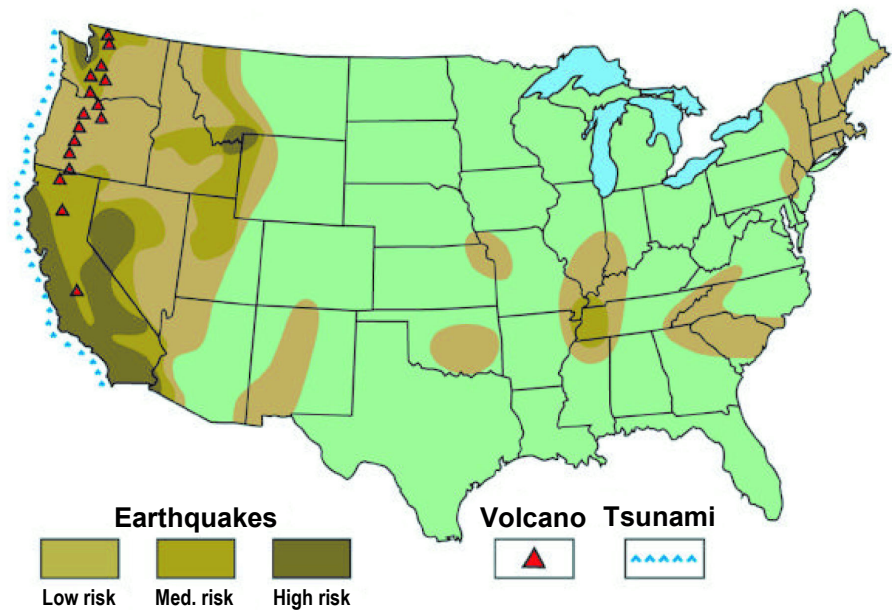 Earthquakes
Volcano
Tsunami
Low risk
Med. risk
High risk